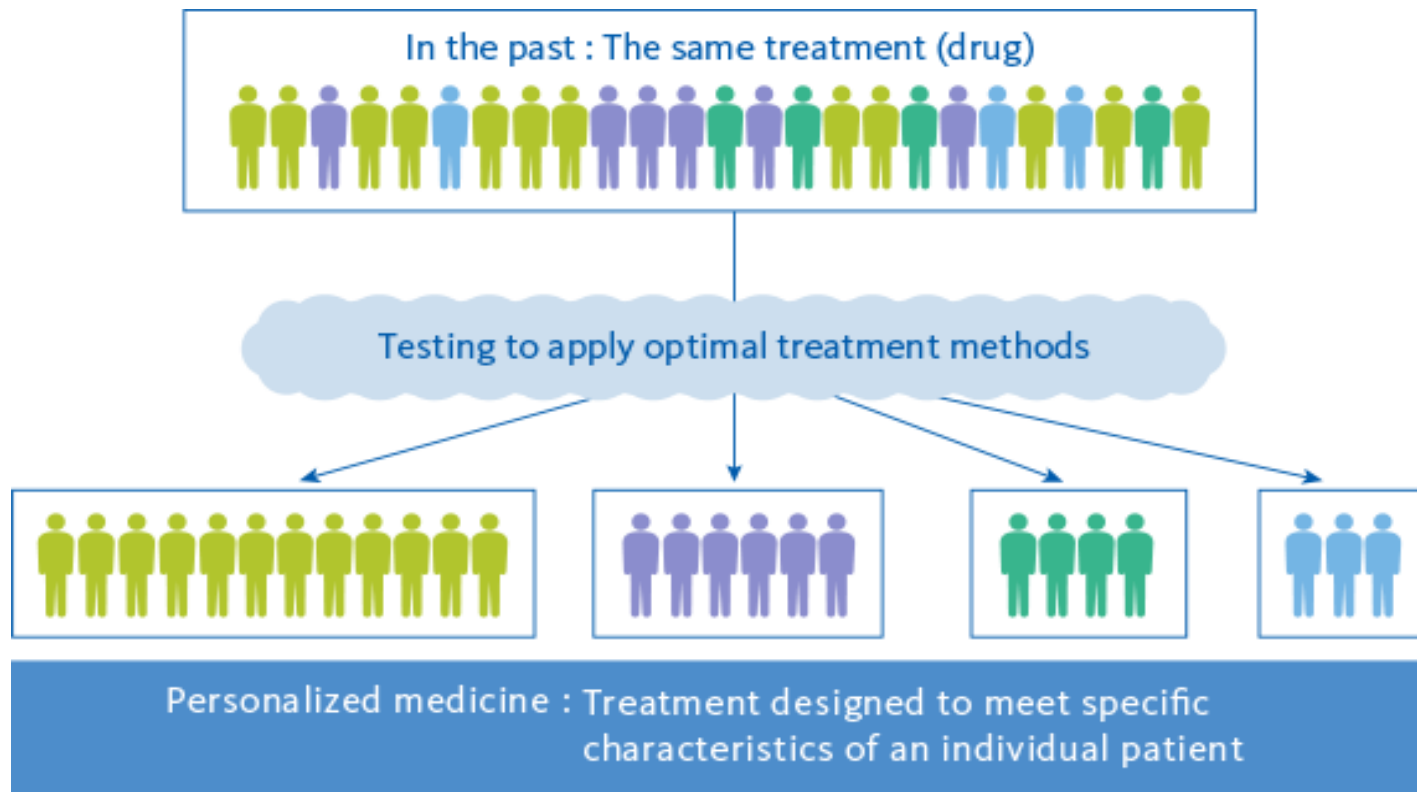 In the past : The same treatment (drug)
Testing to apply optimal treatment methods
Personalized medicine : Treatment designed to meet specific
characteristics of an individual patient